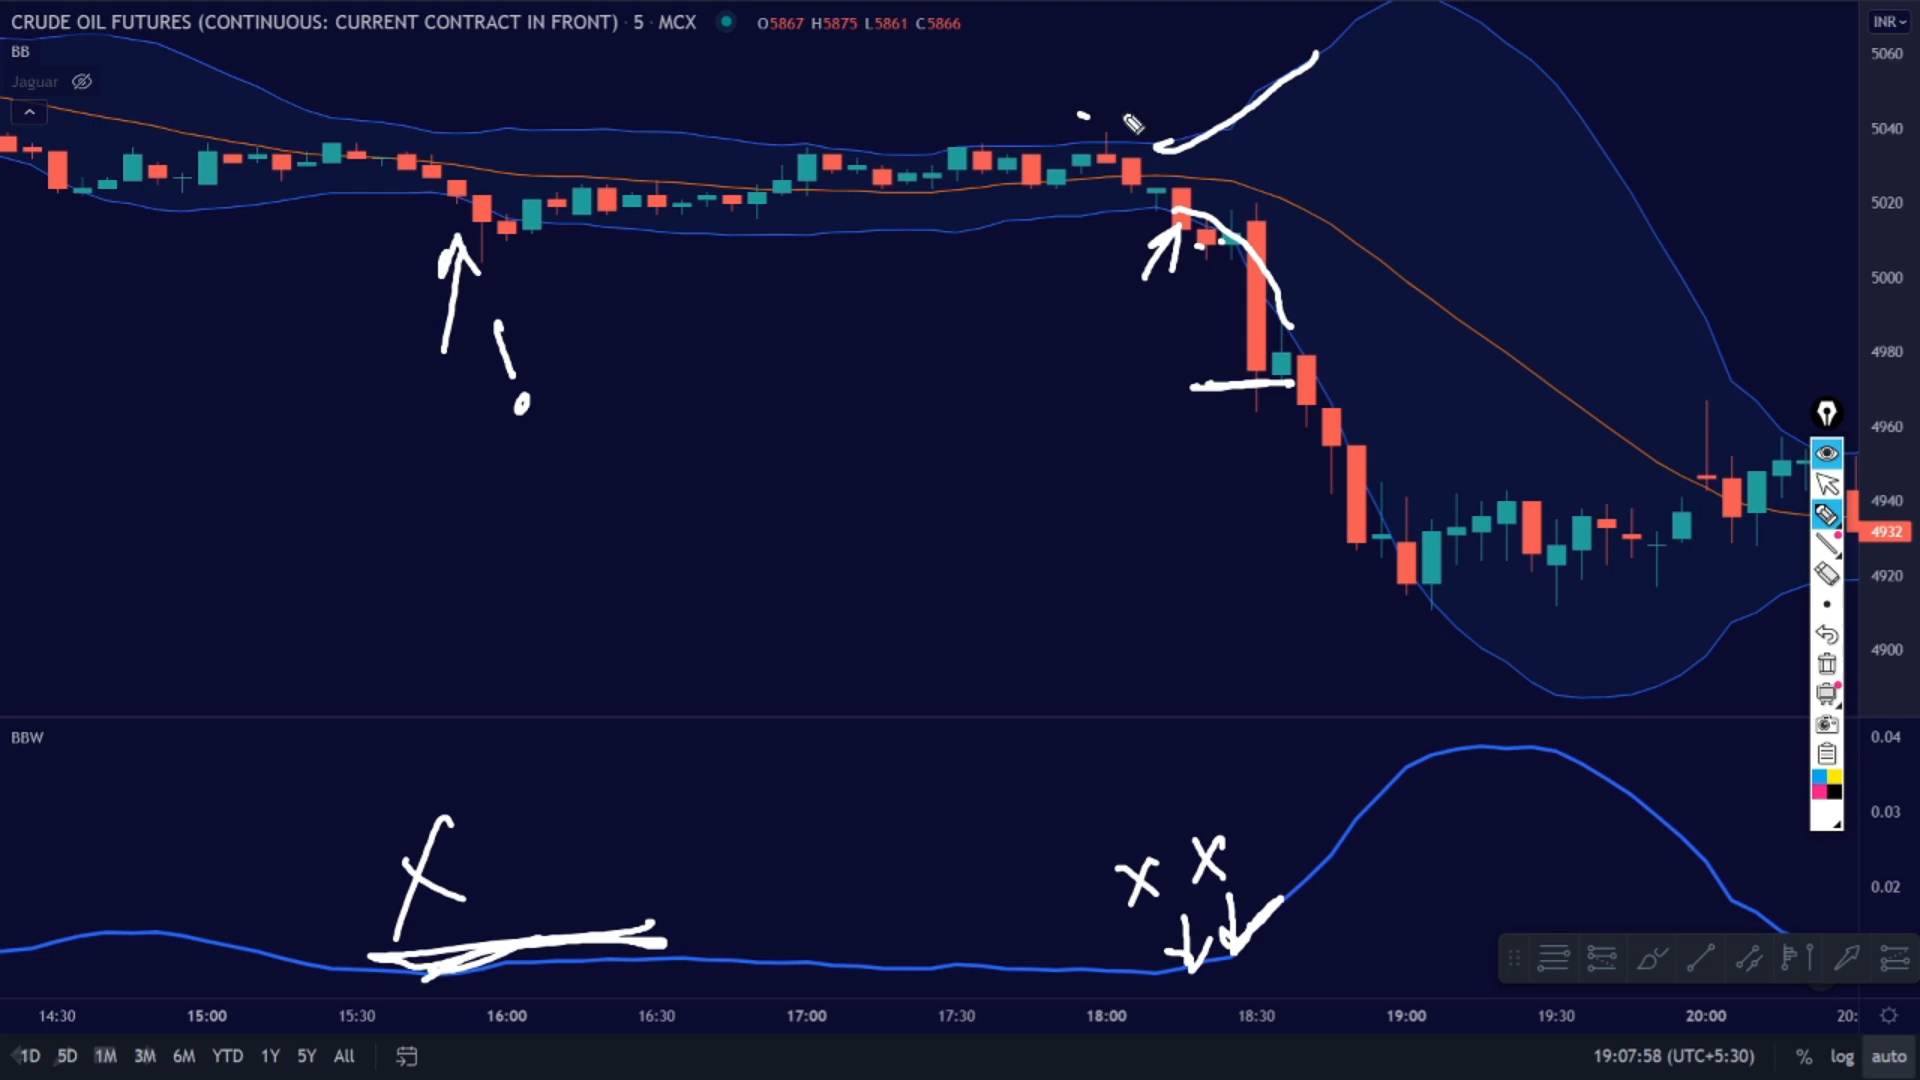 CRUDE OIL FUTURES (CONTINUOUS: CURRENT CONTRACT IN FRONT) · 5 · MCX O5867 H5875 L5861 C5866
INR
BB
Jaguar
5060
5040
5020
5000
4980
4960
4940
4932
4920
4900
BBW
0.04
0.03
0.02
X
X X
14:30 15:00 15:30 16:00 16:30 17:00 17:30 18:00 18:30 19:00 19:30 20:00 20:
1D 5D 1M 3M 6M YTD 1Y 5Y All 19:07:58 (UTC+5:30) % log auto